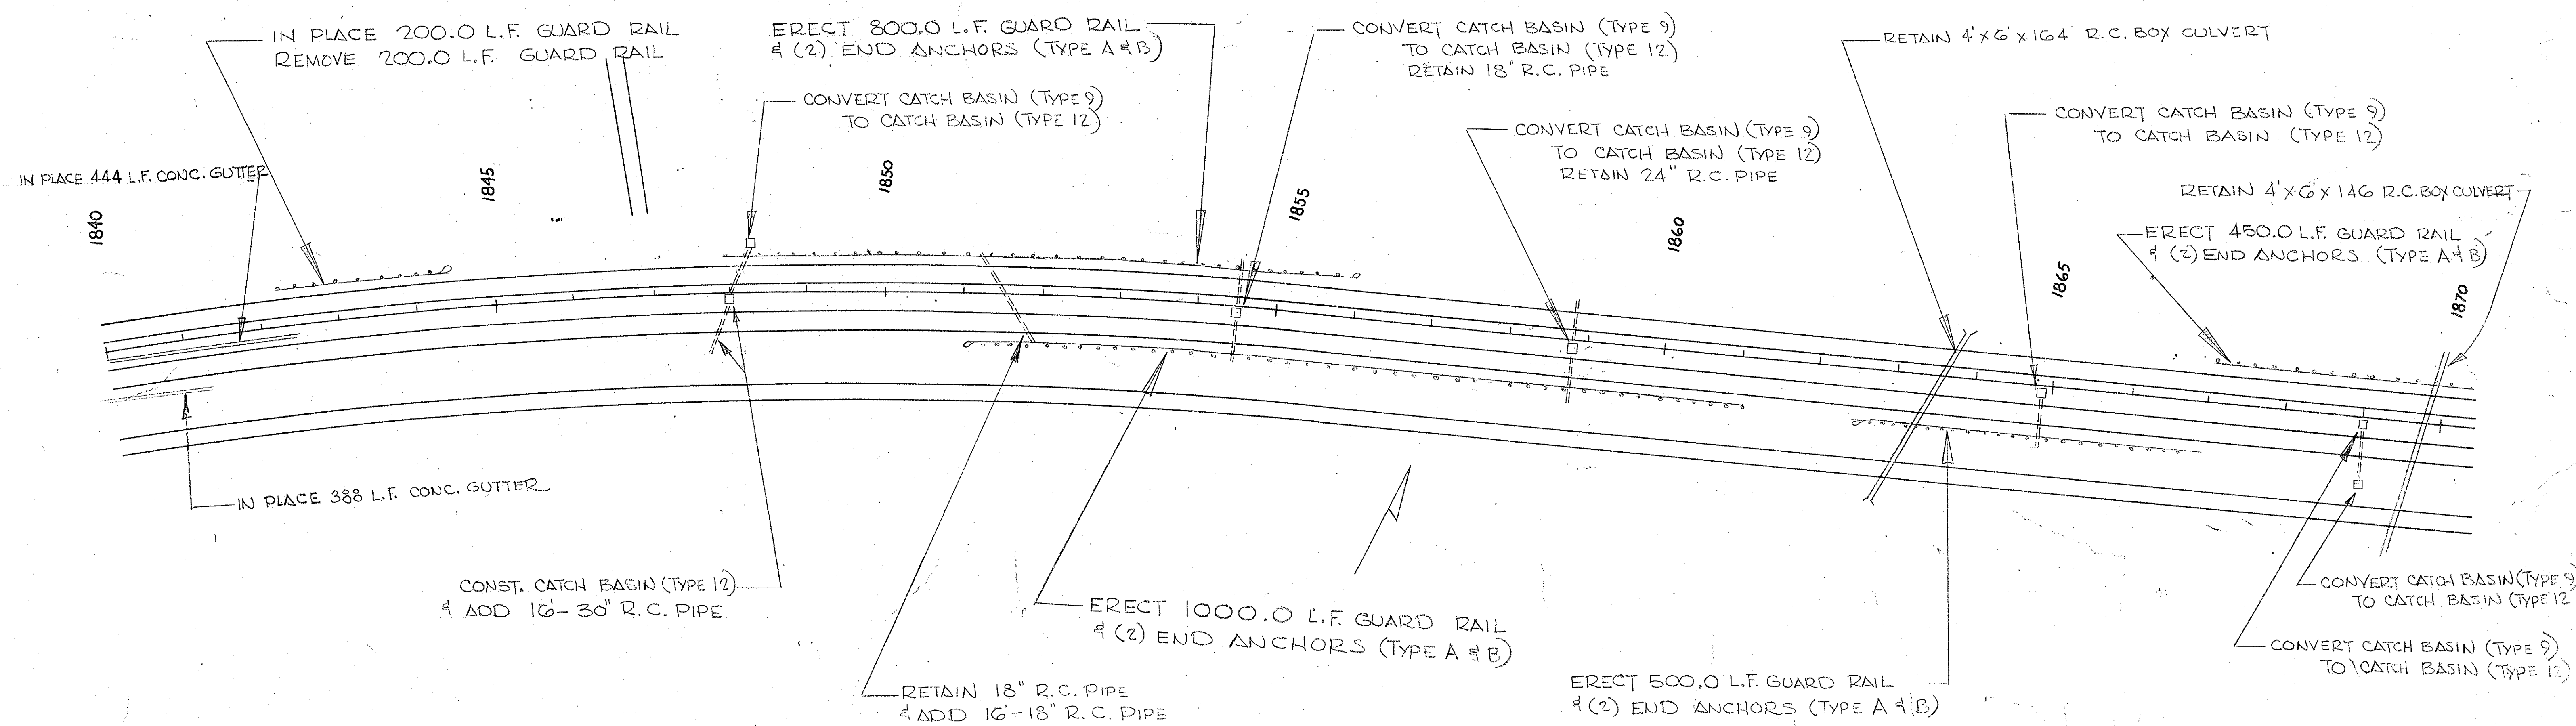 IN PLACE 200.0 L.F. GUARD RAIL
REMOVE 200.0 L.F. GUARD RAIL
ERECT 800.0 L.F. GUARD RAIL
& (2) END ANCHORS (TYPE A & B)
CONVERT CATCH BASIN (TYPE 9)
TO CATCH BASIN (TYPE 12)
RETAIN 18" R.C. PIPE
RETAIN 4'X6'X164' R.C. BOX CULVERT
CONVERT CATCH BASIN (TYPE 9)
TO CATCH BASIN (TYPE 12)
CONVERT CATCH BASIN (TYPE 9)
TO CATCH BASIN (TYPE 12)
RETAIN 24" R.C. PIPE
CONVERT CATCH BASIN (TYPE 9)
TO CATCH BASIN (TYPE 12)
IN PLACE 444 L.F. CONC. GUTTER
RETAIN 4'X6'X146 R.C. BOX CULVERT
ERECT 450.0 L.F. GUARD RAIL
& (2) END ANCHORS (TYPE A & B)
1840
1845
1850
1855
1860
1865
1870
IN PLACE 388 L.F. CONC. GUTTER
CONST. CATCH BASIN (TYPE 12)
& ADD 16'-30" R.C. PIPE
ERECT 1000.0 L.F. GUARD RAIL
& (2) END ANCHORS (TYPE A & B)
CONVERT CATCH BASIN (TYPE 9)
TO CATCH BASIN (TYPE 12
CONVERT CATCH BASIN (TYPE 9)
TO CATCH BASIN (TYPE 12)
RETAIN 18" R.C. PIPE
& ADD 16'-18" R.C. PIPE
ERECT 500.0 L.F. GUARD RAIL
& (2) END ANCHORS (TYPE A & B)